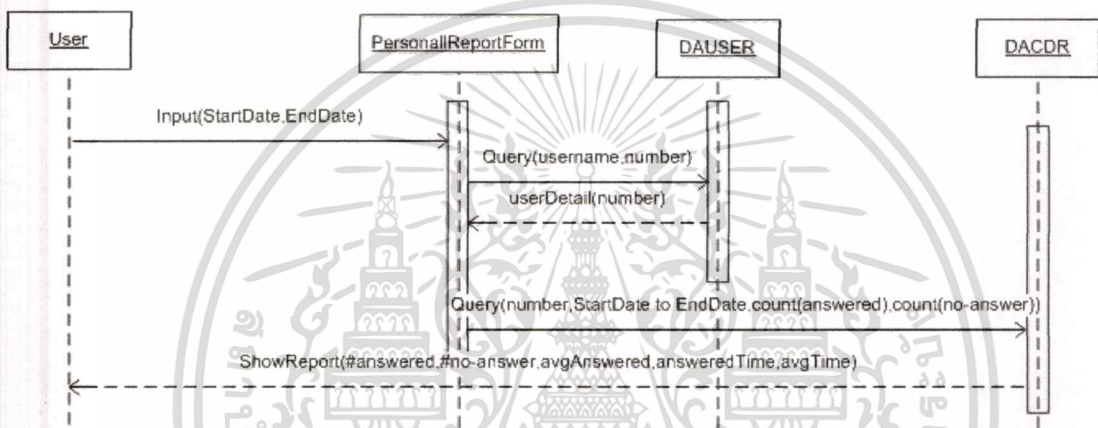 User
PersonallReportForm
DAUSER
DACDR
Input(StartDate,EndDate)
Query(username,number)
userDetail(number)
Query(number,StartDate to EndDate,count(answered),count(no-answer))
ShowReport(#answered,#no-answer,avgAnswered,answeredTime,avgTime)